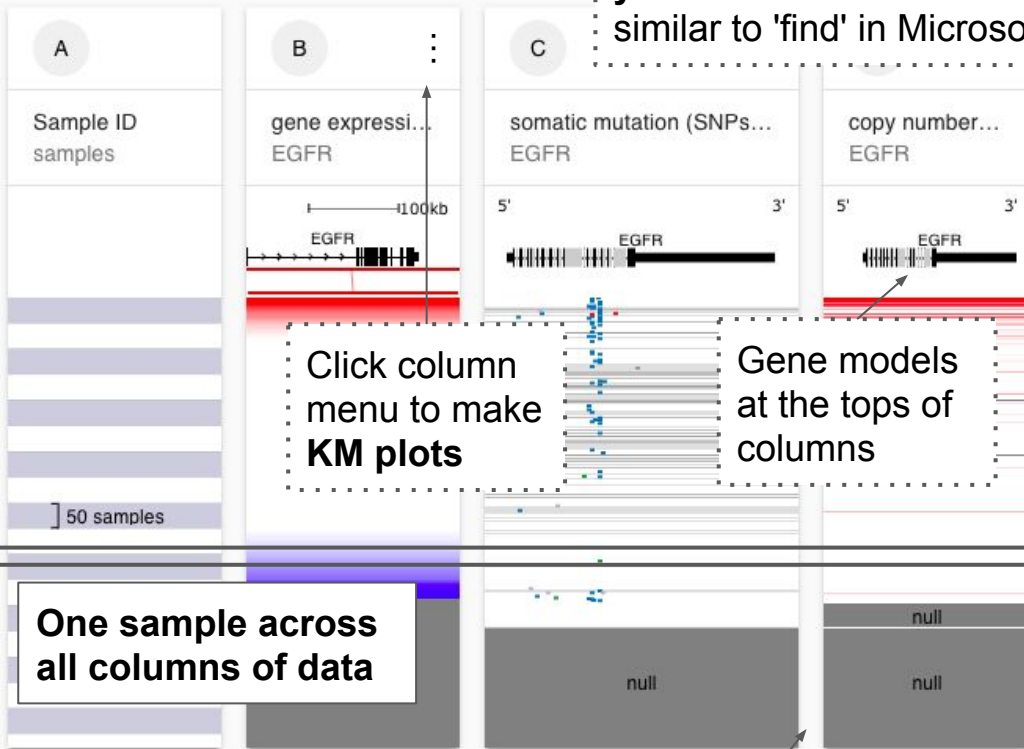 similar to 'find' in Microso
A
B
C
Sample ID
samples
gene expressi...
EGFR
somatic mutation (SNPs...
EGFR
copy number...
EGFR
100kb
EGFR
5'
3'
EGFR
5'
3'
EGFR
Click column
menu to make
KM plots
Gene models
at the tops of
columns
50 samples
One sample across
all columns of data
null
null
null